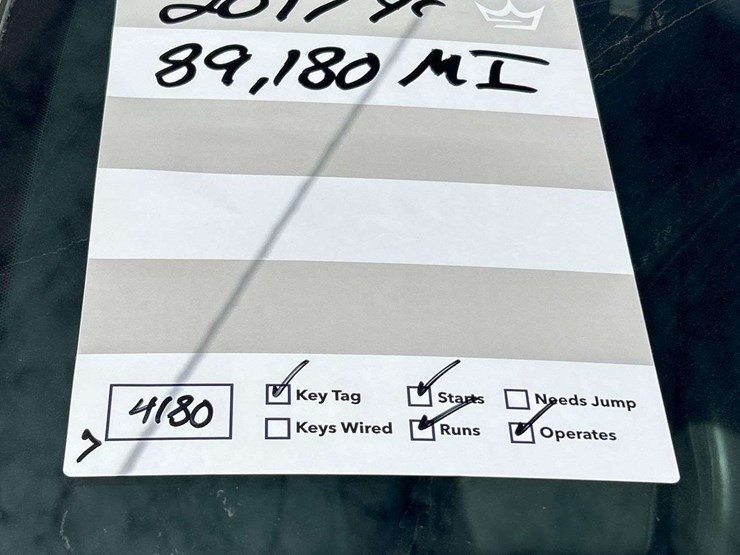 89,180 MI
4180
Key Tag Starts Needs Jump
Keys Wired Runs Operates